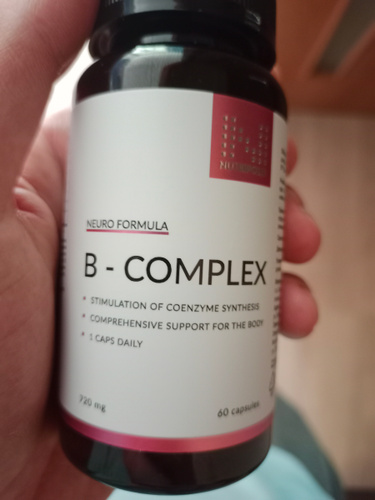 NEURO FORMULA
B - COMPLEX
• STIMULATION OF COENZYME SYNTHESIS
• COMPREHENSIVE SUPPORT FOR THE BODY
• 1 CAPS DAILY
720 mg
60 capsules